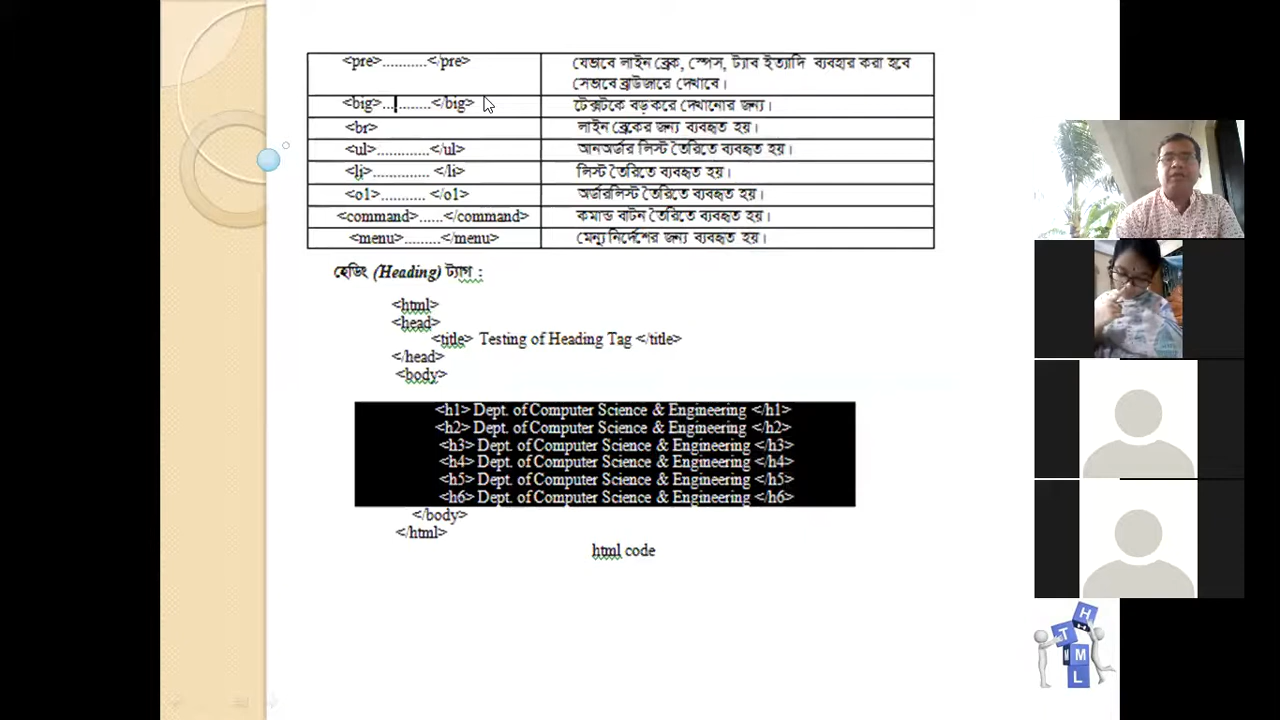 <pre>...........</pre> যেভাবে লাইন ব্রেক, স্পেস, ট্যাব ইত্যাদি ব্যবহার করা হবে
সেভাবে ব্রাউজারে দেখাবে।
<big>............</big> টেক্সটকে বড় করে দেখানোর জন্য।
<br> লাইন ব্রেকের জন্য ব্যবহৃত হয়।
<ul>.............</ul> আনঅর্ডার লিস্ট তৈরিতে ব্যবহৃত হয়।
<li>.............. </li> লিস্ট তৈরিতে ব্যবহৃত হয়।
<o1>........... </o1> অর্ডারলিস্ট তৈরিতে ব্যবহৃত হয়।
<command>......</command> কমান্ড বাটন তৈরিতে ব্যবহৃত হয়।
<menu>.........</menu> মেন্যু নির্দেশের জন্য ব্যবহৃত হয়।
হেডিং (Heading) ট্যাগ :
<html>
<head>
<title> Testing of Heading Tag </title>
</head>
<body>
<h1> Dept. of Computer Science & Engineering </h1>
<h2> Dept. of Computer Science & Engineering </h2>
<h3> Dept. of Computer Science & Engineering </h3>
<h4> Dept. of Computer Science & Engineering </h4>
<h5> Dept. of Computer Science & Engineering </h5>
<h6> Dept. of Computer Science & Engineering </h6>
</body>
</html>
html code
H
T M
M
L